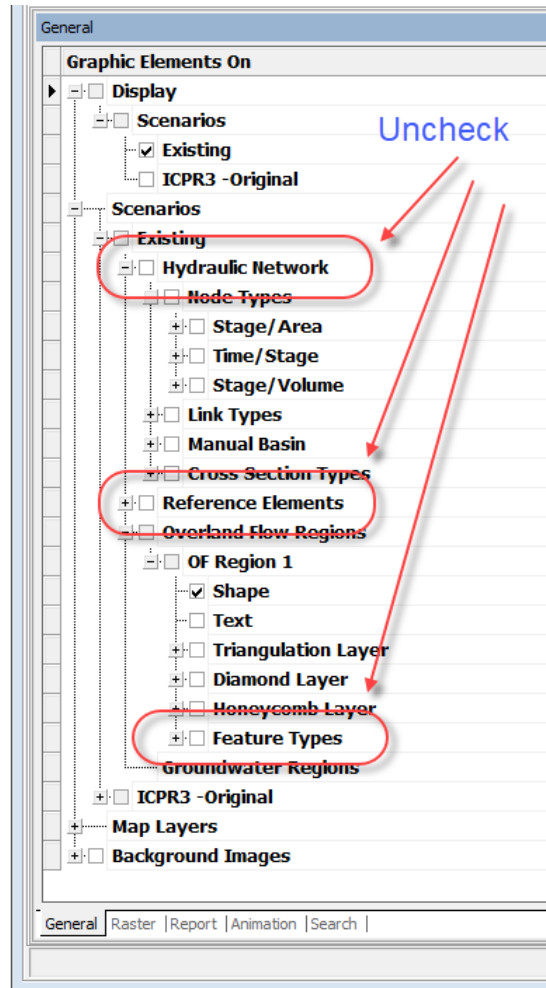 General
Graphic Elements On
Display
Scenarios
Uncheck
Existing
ICPR3 -Original
Scenarios
Existing
Hydraulic Network
Node Types
Stage/Area
Time/Stage
Stage/Volume
Link Types
Manual Basin
Cross Section Types
Reference Elements
Overland Flow Regions
OF Region 1
Shape
Text
Triangulation Layer
Diamond Layer
Honeycomb Layer
Feature Types
Groundwater Regions
ICPR3 -Original
Map Layers
Background Images
General Raster | Report | Animation | Search |